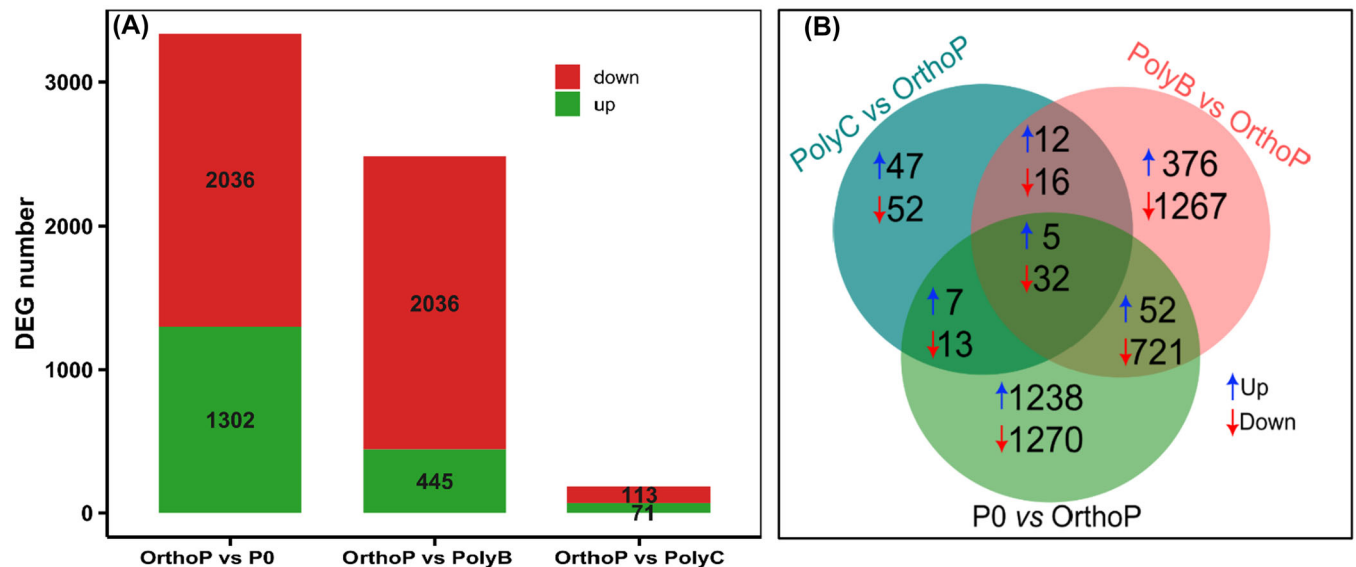 (A)
DEG number
3000
2000
1000
0
2036
1302
2036
445
113
71
down
up
OrthoP vs P0
OrthoP vs PolyB
OrthoP vs PolyC
(B)
PolyC vs OrthoP
PolyB vs OrthoP
↑47
↓52
↑12
↓16
↑376
↓1267
↑5
↓32
↑7
↓13
↑52
↓721
↑1238
↓1270
↑Up
↓Down
P0 vs OrthoP